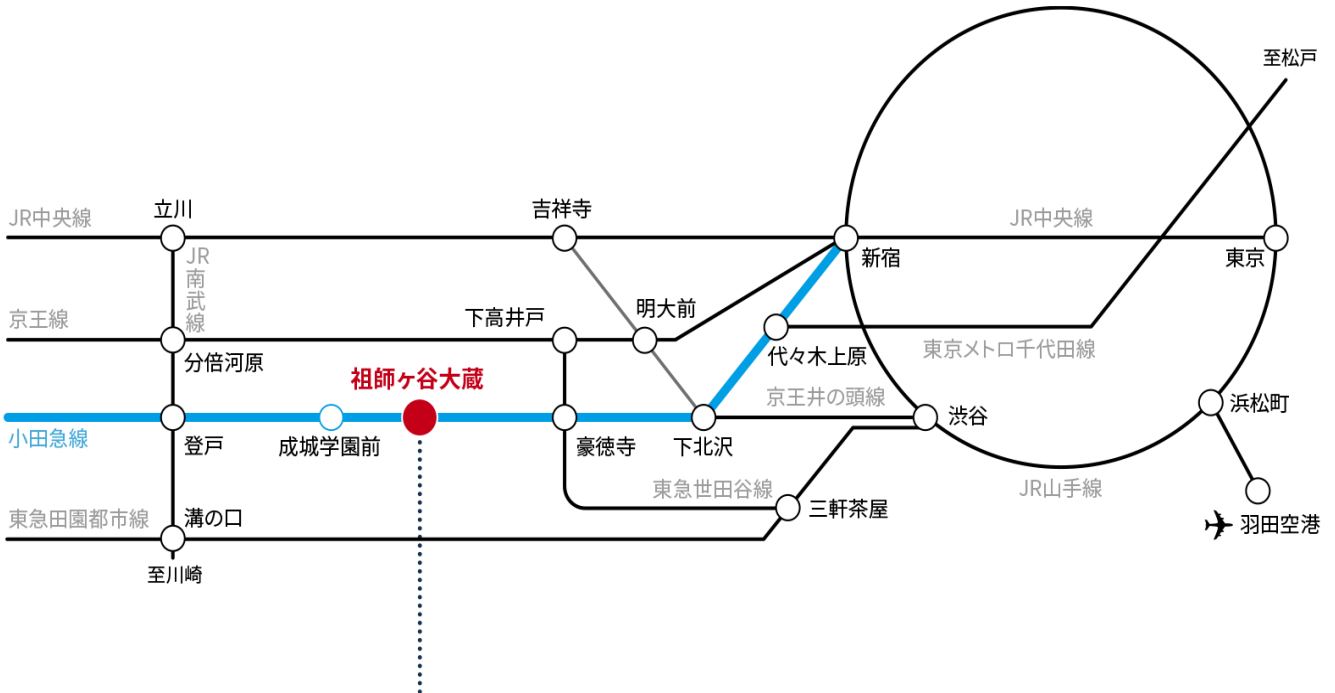 至松戸
立川
吉祥寺
JR中央線
JR中央線
JR
南
武
線
新宿
東京
京王線
下高井戸
明大前
分倍河原
代々木上原
東京メトロ千代田線
祖師ヶ谷大蔵
京王井の頭線
浜松町
渋谷
小田急線
登戸
成城学園前
豪徳寺
下北沢
東急世田谷線
JR山手線
三軒茶屋
東急田園都市線
溝の口
羽田空港
至川崎